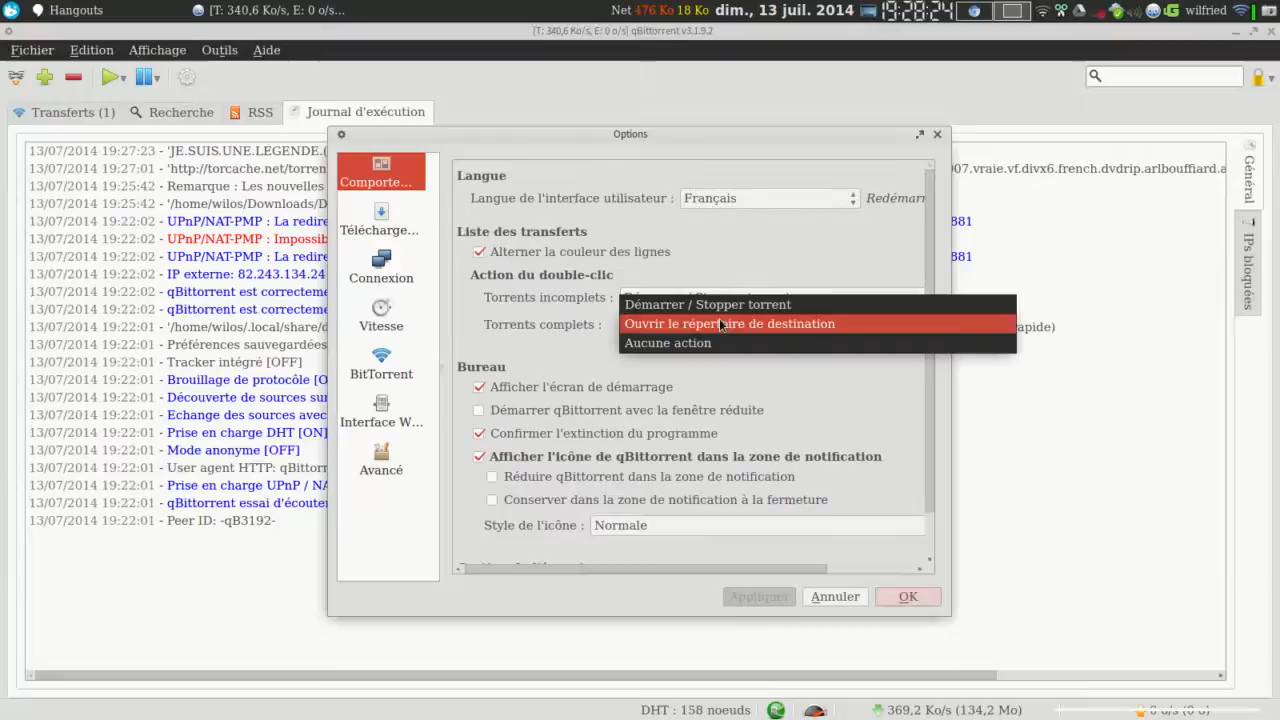 Hangouts
[T: 340,6 Ko/s, E: 0 o/s...
Net 476 Ko 18 Ko
dim., 13 juil. 2014
19:28:24
wilfried
[T: 340,6 Ko/s, E: 0 o/s] qBittorrent v3.1.9.2
Fichier Edition Affichage Outils Aide
Transferts (1) Recherche RSS Journal d'exécution
Options
13/07/2014 19:27:23 - 'JE.SUIS.UNE.LEGENDE.(
13/07/2014 19:27:01 - 'http://torcache.net/torren
007.vraie.vf.divx6.french.dvdrip.arlbouffiard.a
13/07/2014 19:25:42 - Remarque : Les nouvelles
13/07/2014 19:25:42 - '/home/wilos/Downloads/D
13/07/2014 19:22:02 - UPnP/NAT-PMP : La redire
881
13/07/2014 19:22:02 - UPnP/NAT-PMP : Impossib
13/07/2014 19:22:02 - UPnP/NAT-PMP : La redire
881
13/07/2014 19:22:02 - IP externe: 82.243.134.24
13/07/2014 19:22:02 - qBittorrent est correcteme
13/07/2014 19:22:02 - qBittorrent est correcteme
13/07/2014 19:22:01 - '/home/wilos/.local/share/d
13/07/2014 19:22:01 - Préférences sauvegardées
13/07/2014 19:22:01 - Tracker intégré [OFF]
13/07/2014 19:22:01 - Brouillage de protocôle [O
13/07/2014 19:22:01 - Découverte de sources sur
13/07/2014 19:22:01 - Echange des sources avec
13/07/2014 19:22:01 - Prise en charge DHT [ON]
13/07/2014 19:22:01 - Mode anonyme [OFF]
13/07/2014 19:22:01 - User agent HTTP: qBittorr
13/07/2014 19:22:01 - Prise en charge UPnP / NA
13/07/2014 19:22:01 - qBittorrent essai d'écouter
13/07/2014 19:22:01 - Peer ID: -qB3192-
Comporte...
Télécharge...
Connexion
Vitesse
BitTorrent
Interface W...
Avancé
Langue
Langue de l'interface utilisateur : Français Redémarr
Liste des transferts
Alterner la couleur des lignes
Action du double-clic
Torrents incomplets :
Démarrer / Stopper torrent
Torrents complets :
Ouvrir le répertoire de destination
rapide)
Aucune action
Bureau
Afficher l'écran de démarrage
Démarrer qBittorrent avec la fenêtre réduite
Confirmer l'extinction du programme
Afficher l'icône de qBittorrent dans la zone de notification
Réduire qBittorrent dans la zone de notification
Conserver dans la zone de notification à la fermeture
Style de l'icône : Normale
Appliquer Annuler OK
Général
IPs bloquées
DHT : 158 noeuds
369,2 Ko/s (134,2 Mo)
0 o/s (0 o)